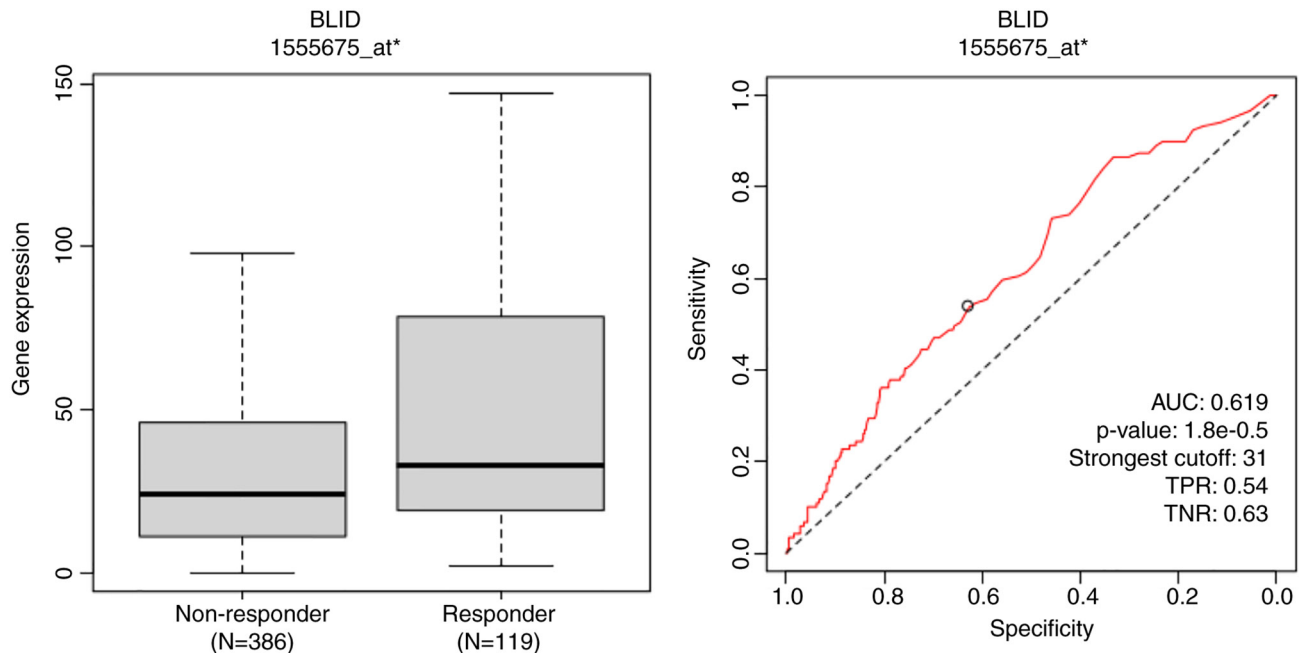 BLID
1555675_at*
Gene expression
150
100
50
0
Non-responder
(N=386)
Responder
(N=119)
BLID
1555675_at*
Sensitivity
1.0
0.8
0.6
0.4
0.2
0.0
AUC: 0.619
p-value: 1.8e-0.5
Strongest cutoff: 31
TPR: 0.54
TNR: 0.63
1.0 0.8 0.6 0.4 0.2 0.0
Specificity